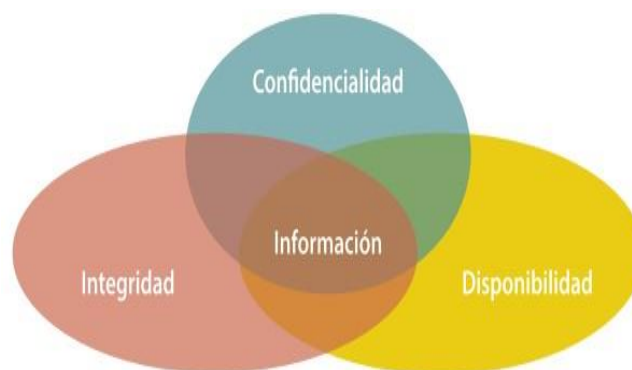 Confidencialidad
Información
Integridad
Disponibilidad